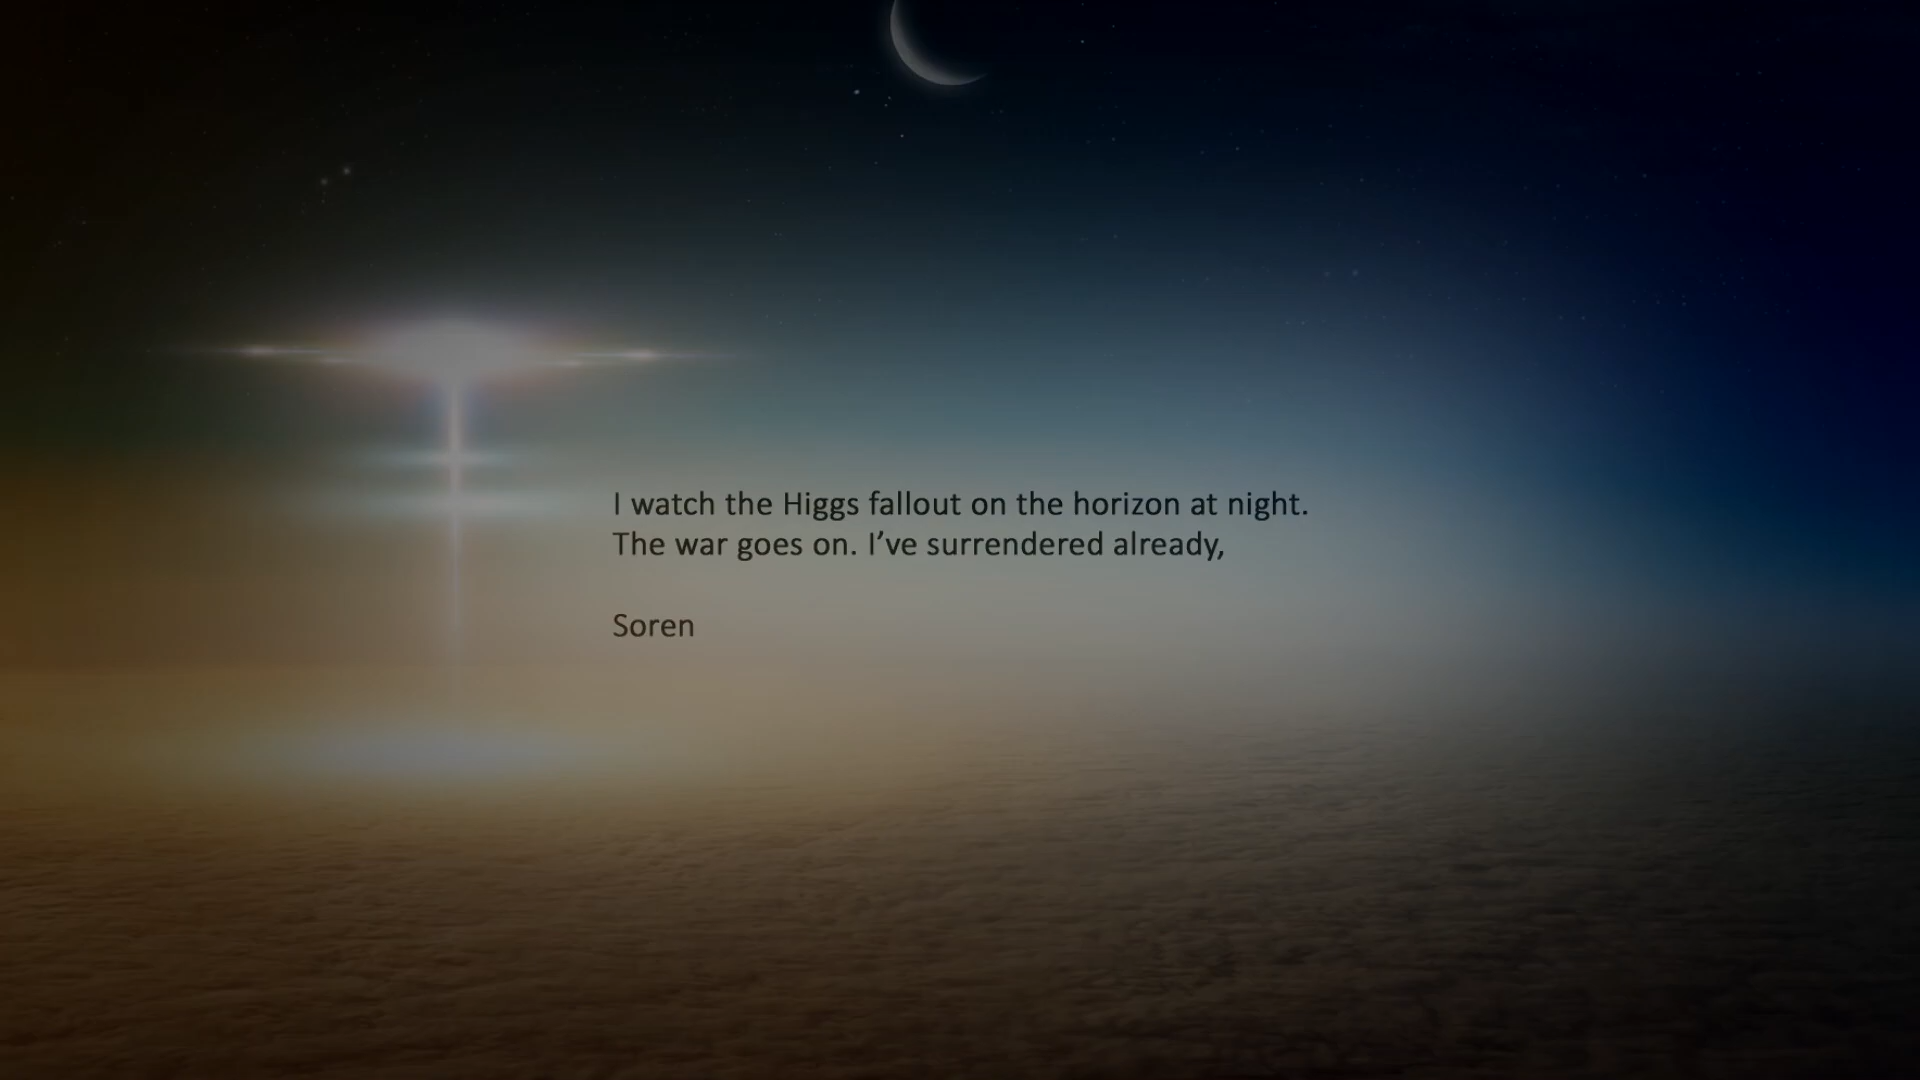 I watch the Higgs fallout on the horizon at night.
The war goes on. I’ve surrendered already,
Soren